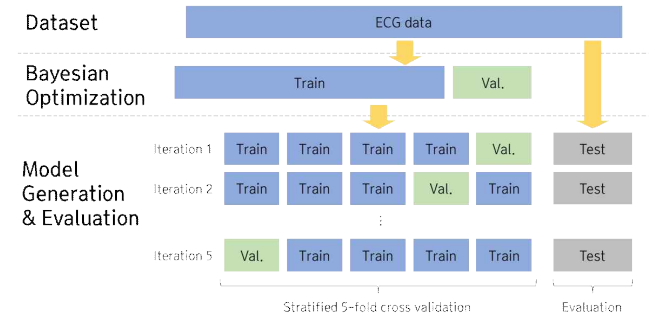 Dataset
ECG data
Bayesian
Optimization
Train
Val.
Model
Generation
& Evaluation
Iteration 1
Train Train Train Train Val. Test
Iteration 2
Train Train Train Val. Train Test
⋮
Iteration 5
Val. Train Train Train Train Test
Stratified 5-fold cross validation
Evaluation